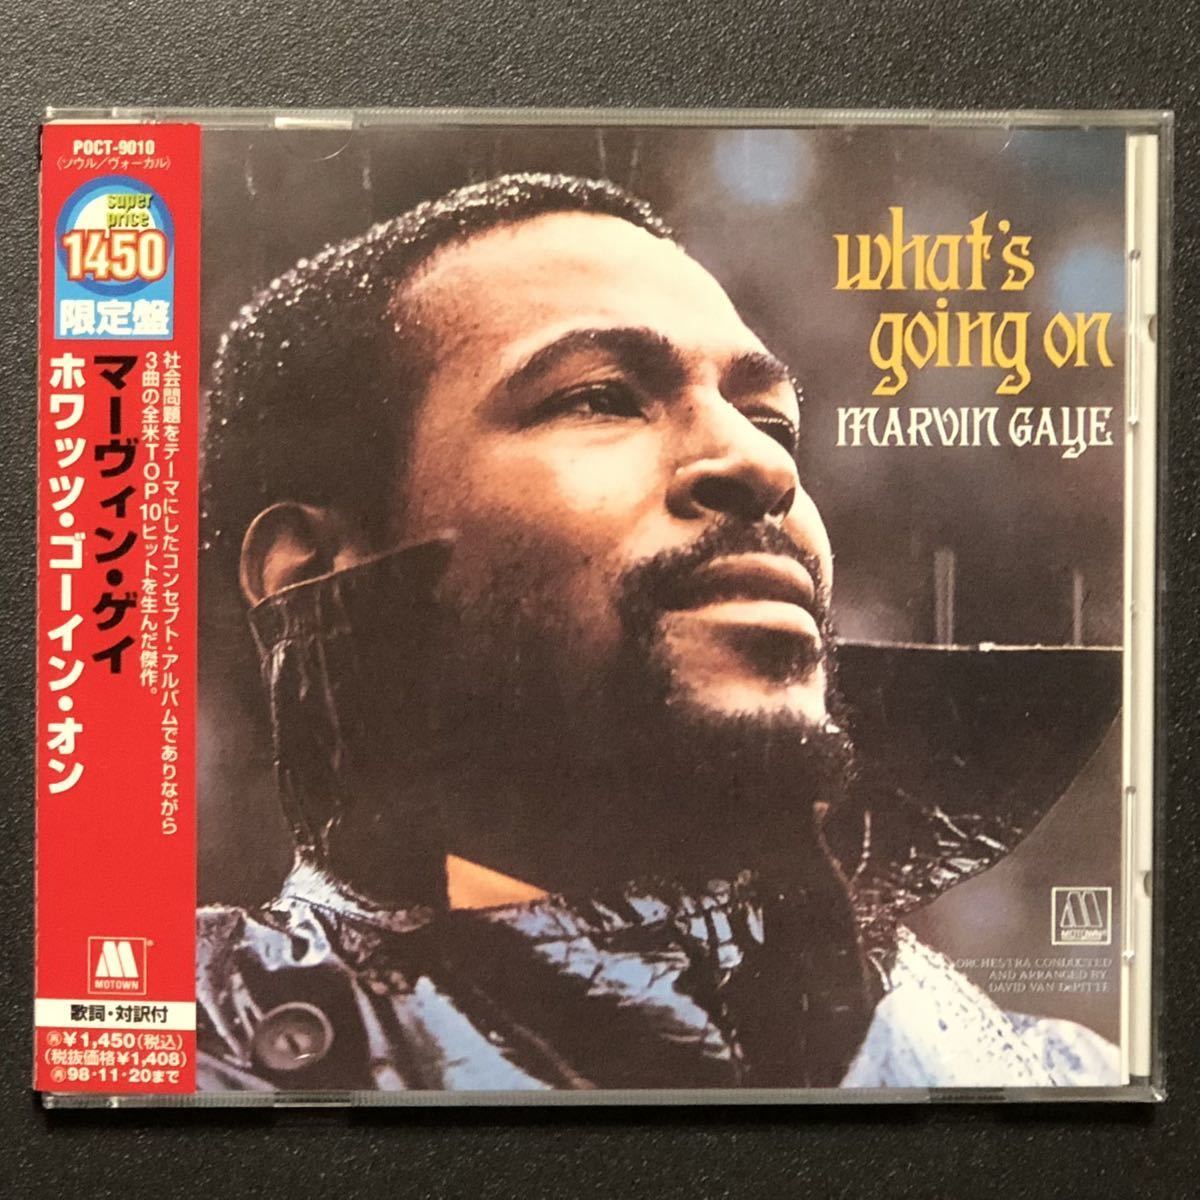 POCT-9010
(ソウル/ヴォーカル)
super
price
1450
限定盤
社会問題をテーマにしたコンセプト・アルバムでありながら
3曲の全米TOP10ヒットを生んだ傑作。
マーヴィン・ゲイ
ホワッツ・ゴーイン・オン
MOTOWN®
歌詞・対訳付
再¥1,450(税込)
(税抜価格¥1,408)
再98・11・20まで
what's
going on
MARVIN GAYE
MOTOWN®
ORCHESTRA CONDUCTED
AND ARRANGED BY
DAVID VAN DePITTE